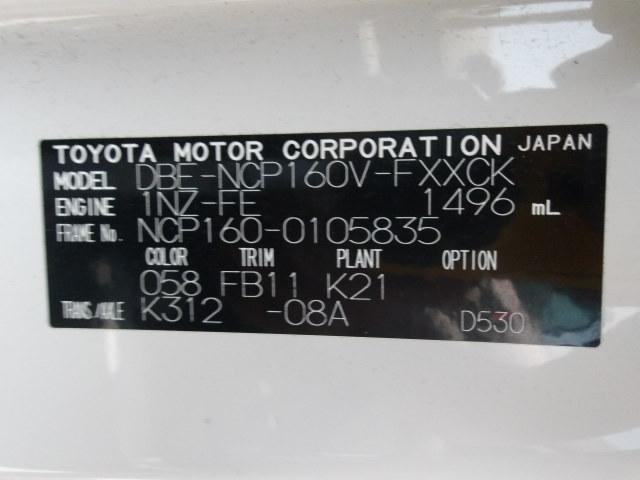 TOYOTA MOTOR CORPORATION JAPAN
MODEL DBE-NCP160V-FXXCK
ENGINE 1NZ-FE 1496 mL
FRAME No. NCP160-0105835
COLOR TRIM PLANT OPTION
058 FB11 K21
TRANS/AXLE K312 -08A D530